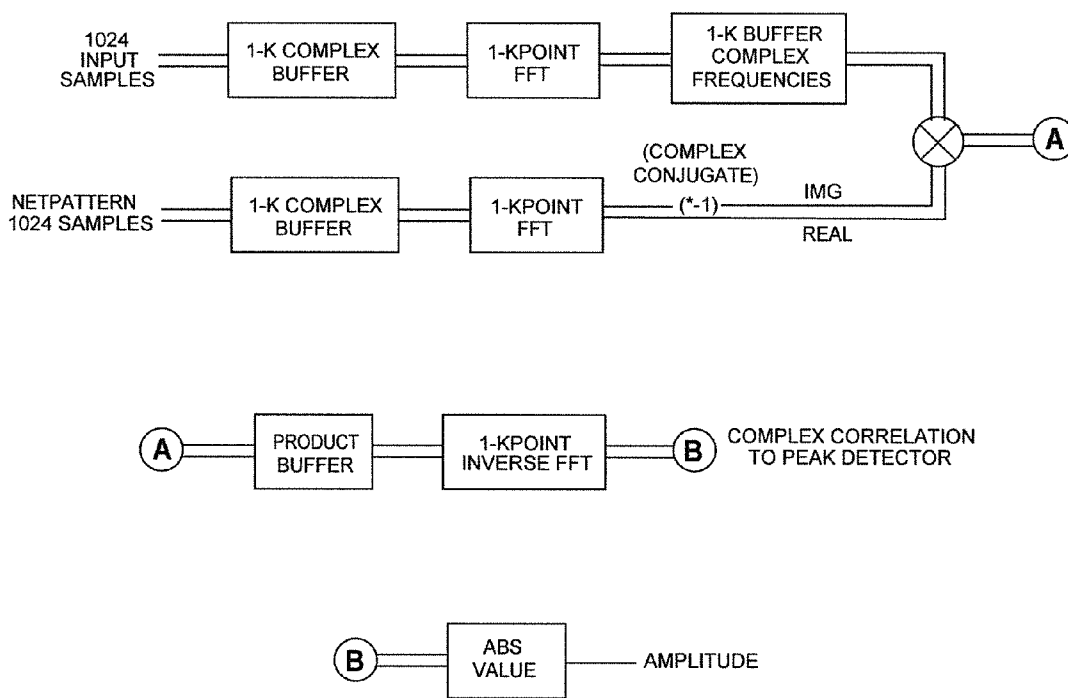 1024
INPUT
SAMPLES
1-K COMPLEX
BUFFER
1-KPOINT
FFT
1-K BUFFER
COMPLEX
FREQUENCIES
A
NETPATTERN
1024 SAMPLES
1-K COMPLEX
BUFFER
1-KPOINT
FFT
(COMPLEX
CONJUGATE)
(*-1)
IMG
REAL
A
PRODUCT
BUFFER
1-KPOINT
INVERSE FFT
B
COMPLEX CORRELATION
TO PEAK DETECTOR
B
ABS
VALUE
AMPLITUDE